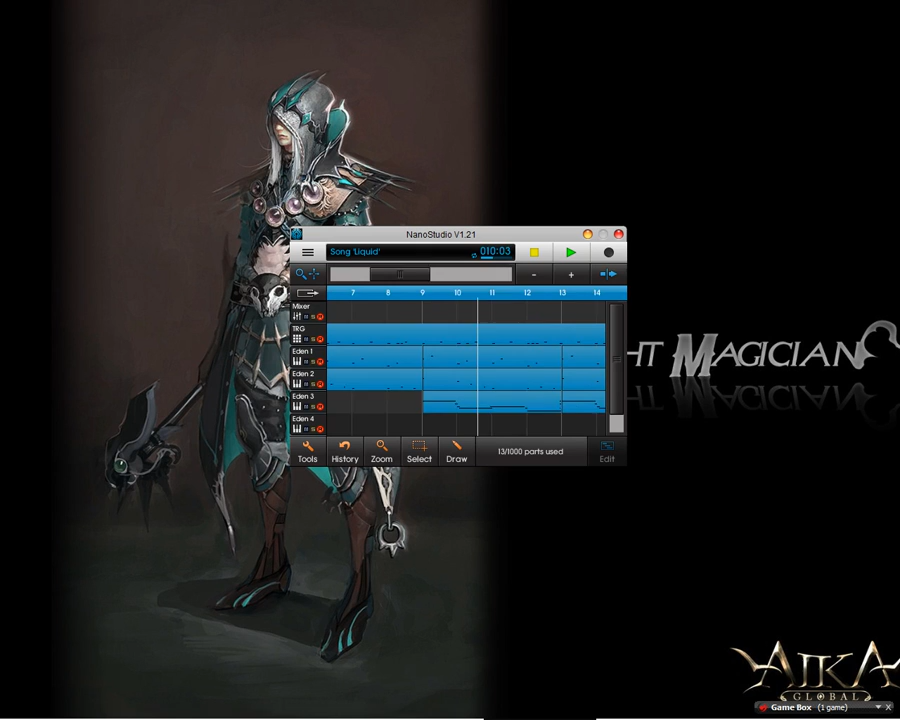 NanoStudio V1.21
Song 'Liquid'
010:03
- +
7 8 9 10 11 12 13 14
Mixer
S
TRG
S
Eden 1
S
Eden 2
S
Eden 3
S
Eden 4
S
Tools History Zoom Select Draw 13/1000 parts used Edit
HT MAGICIAN
AIKA
GLOBAL
Game Box (1 game) X